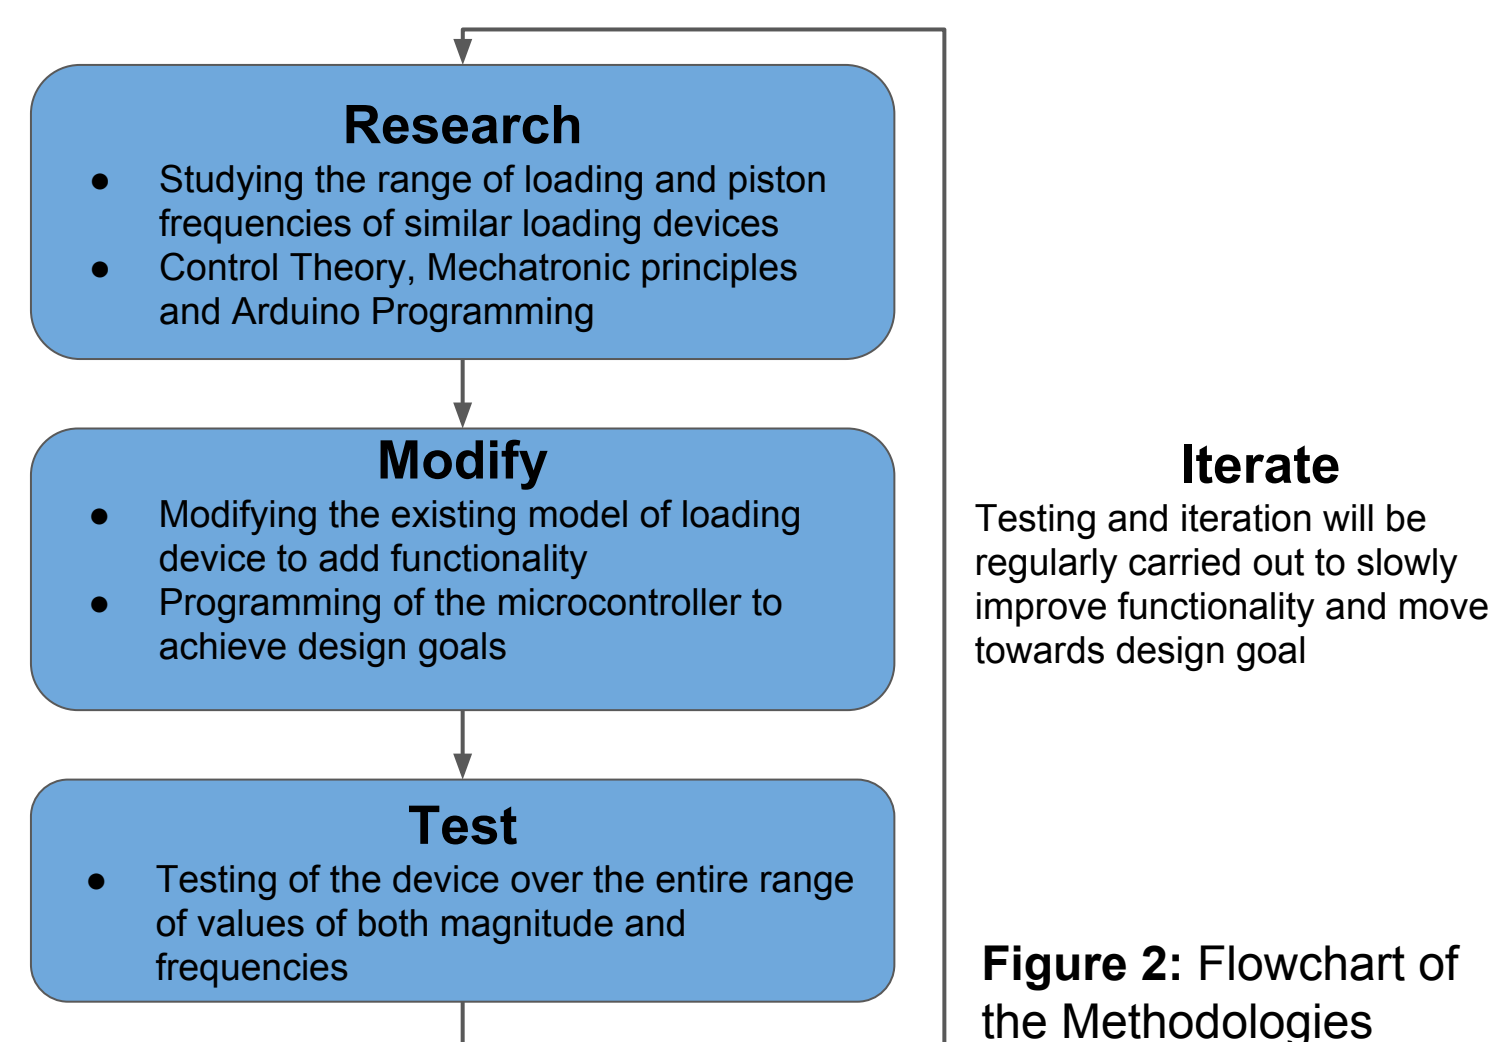 Research
● Studying the range of loading and piston
frequencies of similar loading devices
● Control Theory, Mechatronic principles
and Arduino Programming
Modify
● Modifying the existing model of loading
device to add functionality
● Programming of the microcontroller to
achieve design goals
Test
● Testing of the device over the entire range
of values of both magnitude and
frequencies
Iterate
Testing and iteration will be
regularly carried out to slowly
improve functionality and move
towards design goal
Figure 2: Flowchart of
the Methodologies